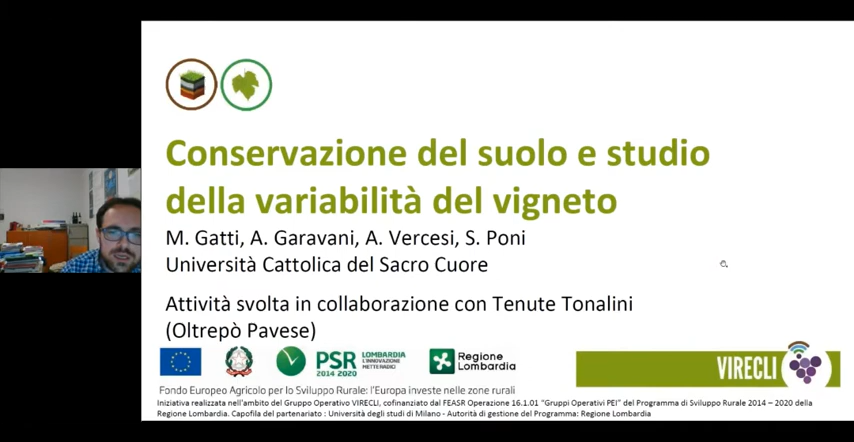 Conservazione del suolo e studio
della variabilità del vigneto
M. Gatti, A. Garavani, A. Vercesi, S. Poni
Università Cattolica del Sacro Cuore
Attività svolta in collaborazione con Tenute Tonalini
(Oltrepò Pavese)
PSR
2014 2020
LOMBARDIA
L'INNOVAZIONE
METTE RADICI
Regione
Lombardia
VIRECLI
Fondo Europeo Agricolo per lo Sviluppo Rurale: l'Europa investe nelle zone rurali
Iniziativa realizzata nell'ambito del Gruppo Operativo VIRECLI, cofinanziato dal FEASR Operazione 16.1.01 "Gruppi Operativi PEI" del Programma di Sviluppo Rurale 2014 – 2020 della
Regione Lombardia. Capofila del partenariato : Università degli studi di Milano - Autorità di gestione del Programma: Regione Lombardia